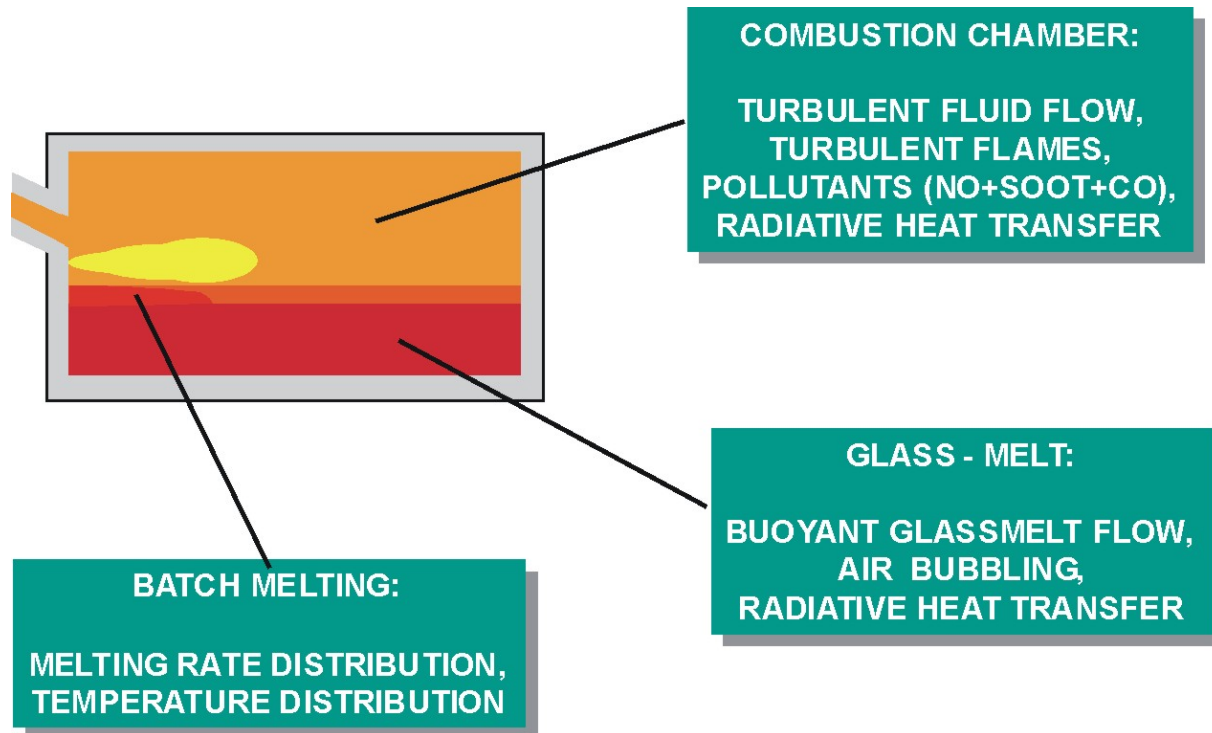 COMBUSTION CHAMBER:
TURBULENT FLUID FLOW,
TURBULENT FLAMES,
POLLUTANTS (NO+SOOT+CO),
RADIATIVE HEAT TRANSFER
GLASS - MELT:
BUOYANT GLASSMELT FLOW,
AIR BUBBLING,
RADIATIVE HEAT TRANSFER
BATCH MELTING:
MELTING RATE DISTRIBUTION,
TEMPERATURE DISTRIBUTION